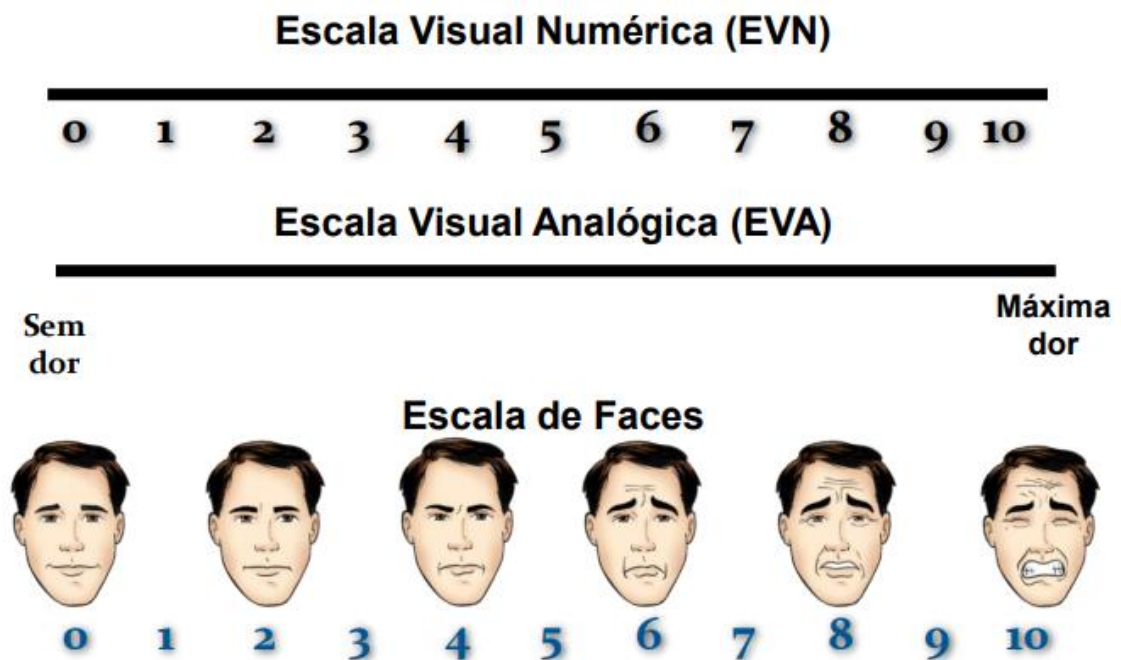 Escala Visual Numérica (EVN)
0 1 2 3 4 5 6 7 8 9 10
Escala Visual Analógica (EVA)
Sem
dor
Máxima
dor
Escala de Faces
0 1 2 3 4 5 6 7 8 9 10